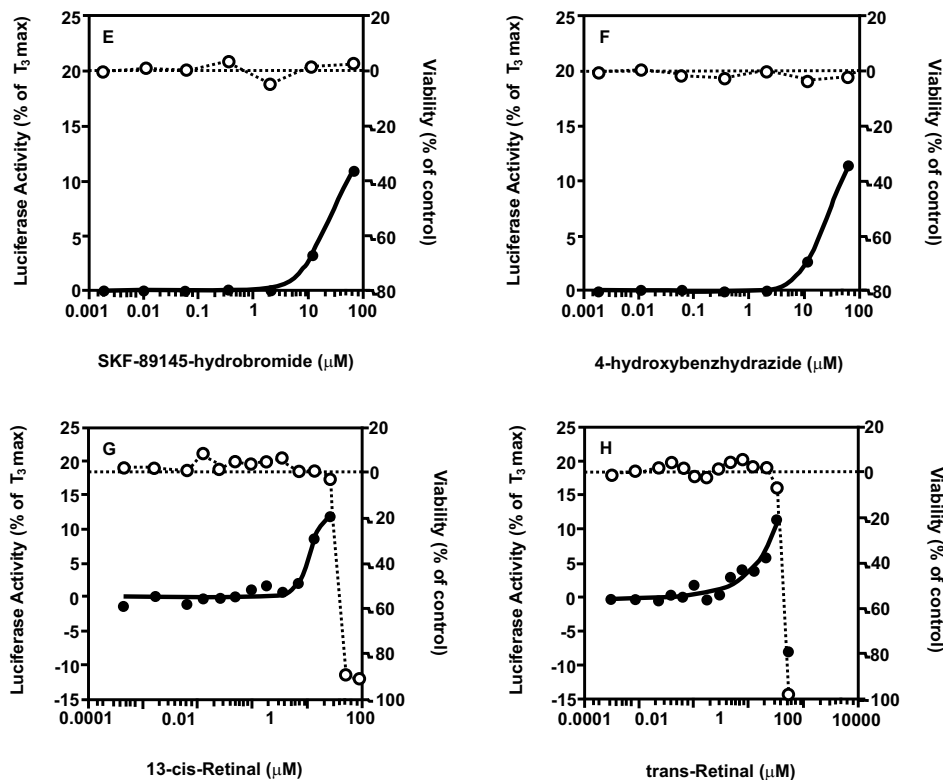 E
Luciferase Activity (% of T3 max)
25
20
15
10
5
0
20
0
-20
-40
-60
-80
Viability (% of control)
0.001 0.01 0.1 1 10 100
SKF-89145-hydrobromide (µM)
F
Luciferase Activity (% of T3 max)
25
20
15
10
5
0
20
0
-20
-40
-60
-80
Viability (% of control)
0.001 0.01 0.1 1 10 100
4-hydroxybenzhydrazide (µM)
G
Luciferase Activity (% of T3 max)
25
20
15
10
5
0
-5
-10
-15
20
0
-20
-40
-60
-80
100
Viability (% of control)
0.0001 0.01 1 100
13-cis-Retinal (µM)
H
Luciferase Activity (% of T3 max)
25
20
15
10
5
0
-5
-10
-15
20
0
-20
-40
-60
-80
100
Viability (% of control)
0.0001 0.01 1 100 10000
trans-Retinal (µM)